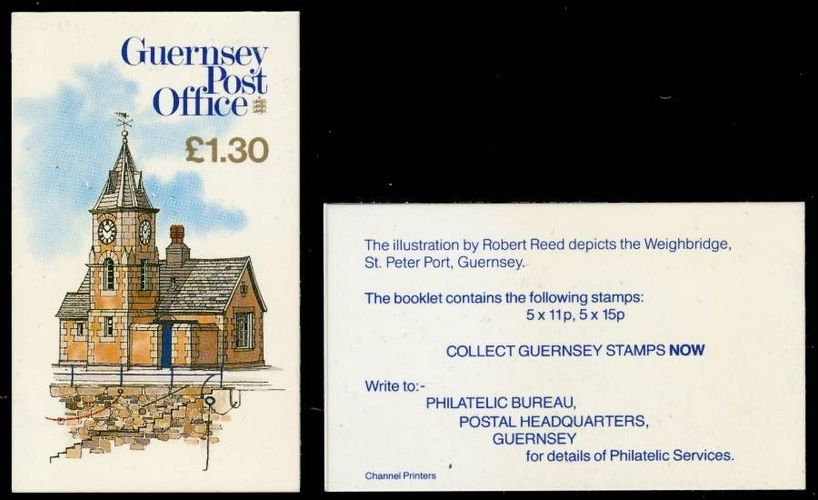 Guernsey
Post
Office
£1.30
The illustration by Robert Reed depicts the Weighbridge,
St. Peter Port, Guernsey.
The booklet contains the following stamps:
5 x 11p, 5 x 15p
COLLECT GUERNSEY STAMPS NOW
Write to:-
PHILATELIC BUREAU,
POSTAL HEADQUARTERS,
GUERNSEY
for details of Philatelic Services.
Channel Printers